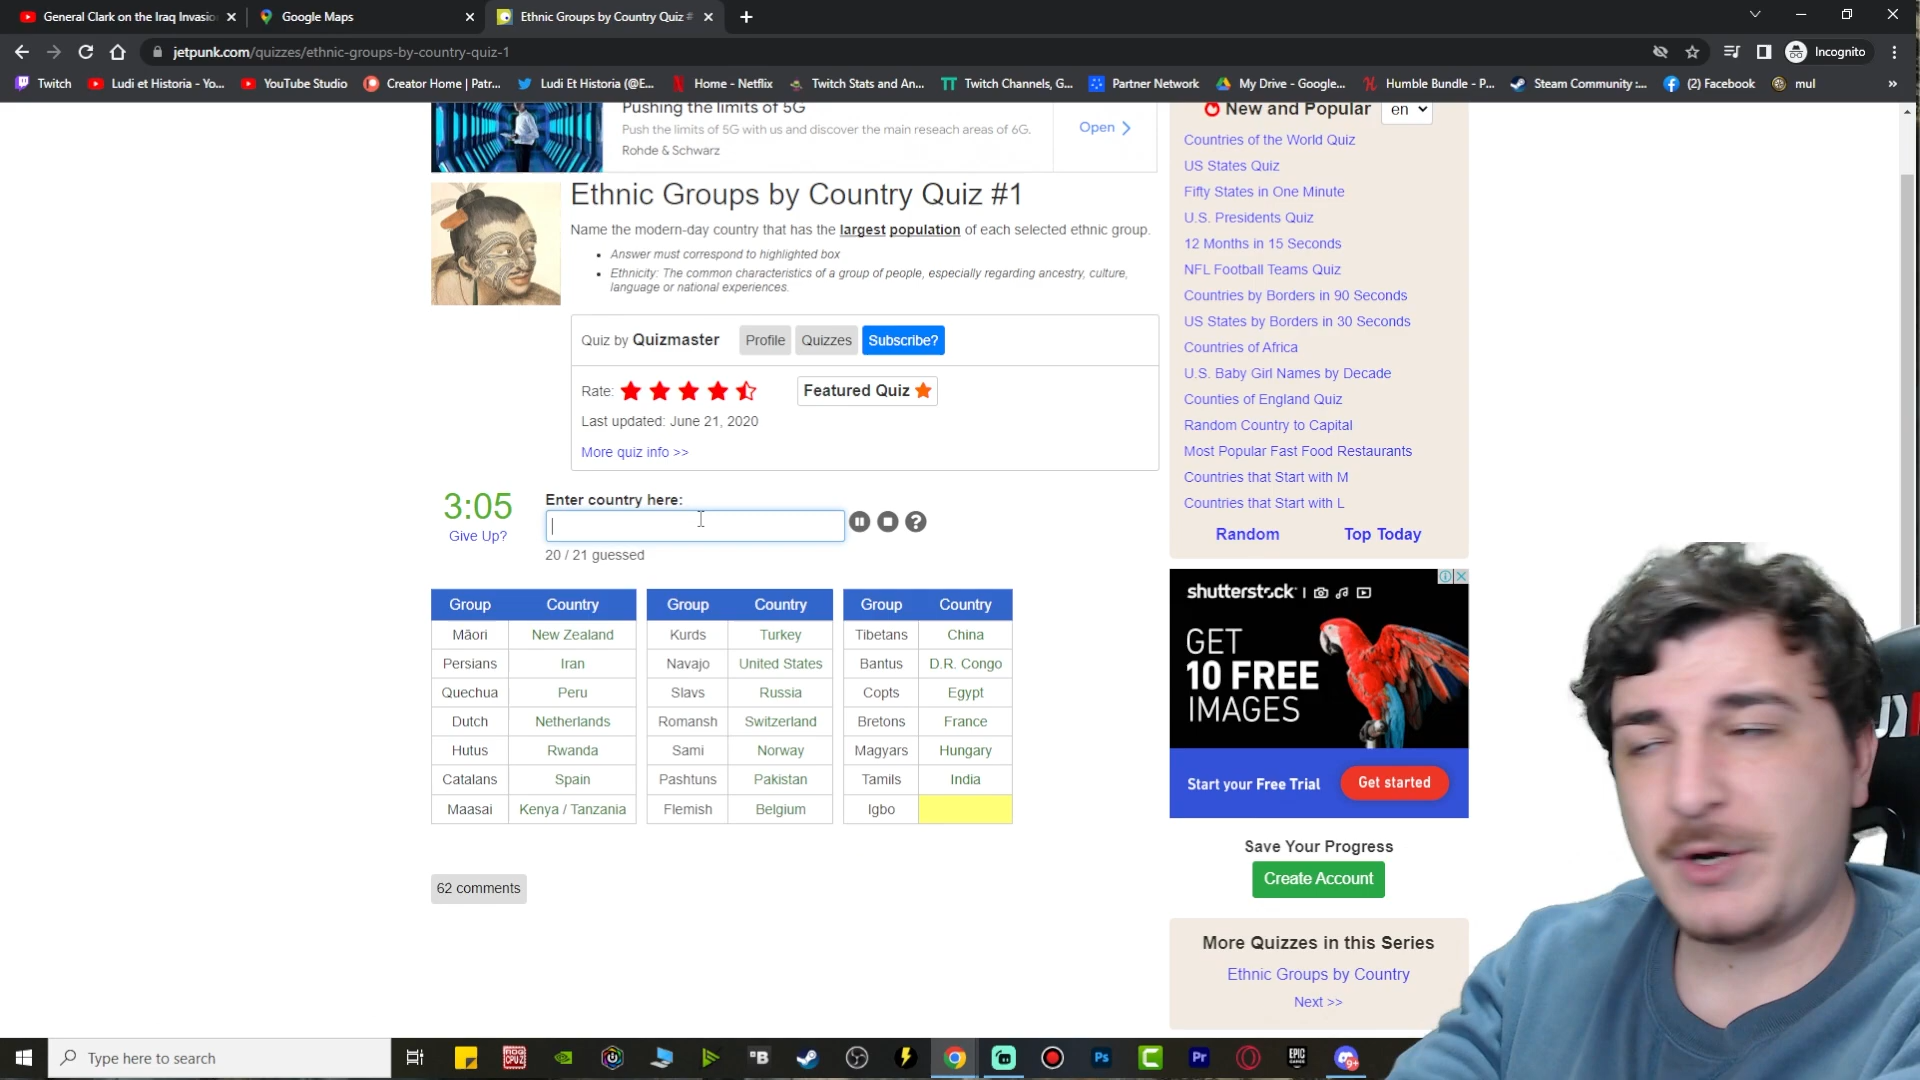 General Clark on the Iraq Invasio
Google Maps
Ethnic Groups by Country Quiz #
jetpunk.com/quizzes/ethnic-groups-by-country-quiz-1
Incognito
Twitch
Ludi et Historia - Yo...
YouTube Studio
Creator Home | Patr...
Ludi Et Historia (@E...
Home - Netflix
Twitch Stats and An...
Twitch Channels, G...
Partner Network
My Drive - Google...
Humble Bundle - P...
Steam Community :...
(2) Facebook
mul
»
Pushing the limits of 5G
Push the limits of 5G with us and discover the main reseach areas of 6G.
Rohde & Schwarz
Open
Ethnic Groups by Country Quiz #1
Name the modern-day country that has the largest population of each selected ethnic group.
• Answer must correspond to highlighted box
• Ethnicity: The common characteristics of a group of people, especially regarding ancestry, culture,
language or national experiences.
Quiz by Quizmaster Profile Quizzes Subscribe?
Rate: Featured Quiz
Last updated: June 21, 2020
More quiz info >>
3:05
Give Up?
Enter country here:
?
20 / 21 guessed
Group Country Group Country Group Country
Māori New Zealand Kurds Turkey Tibetans China
Persians Iran Navajo United States Bantus D.R. Congo
Quechua Peru Slavs Russia Copts Egypt
Dutch Netherlands Romansh Switzerland Bretons France
Hutus Rwanda Sami Norway Magyars Hungary
Catalans Spain Pashtuns Pakistan Tamils India
Maasai Kenya / Tanzania Flemish Belgium Igbo
62 comments
New and Popular en
Countries of the World Quiz
US States Quiz
Fifty States in One Minute
U.S. Presidents Quiz
12 Months in 15 Seconds
NFL Football Teams Quiz
Countries by Borders in 90 Seconds
US States by Borders in 30 Seconds
Countries of Africa
U.S. Baby Girl Names by Decade
Counties of England Quiz
Random Country to Capital
Most Popular Fast Food Restaurants
Countries that Start with M
Countries that Start with L
Random Top Today
shutterstock
GET
10 FREE
IMAGES
Start your Free Trial Get started
Save Your Progress
Create Account
More Quizzes in this Series
Ethnic Groups by Country
Next >>
Type here to search
B
Ps
Pr
EPIC
GAMES